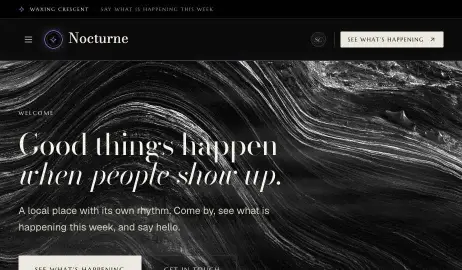 WAXING CRESCENT
SAY WHAT IS HAPPENING THIS WEEK
Nocturne
SEE WHAT'S HAPPENING
WELCOME
Good things happen
when people show up.
A local place with its own rhythm. Come by, see what is
happening this week, and say hello.
SEE WHAT'S HAPPENING
GET IN TOUCH